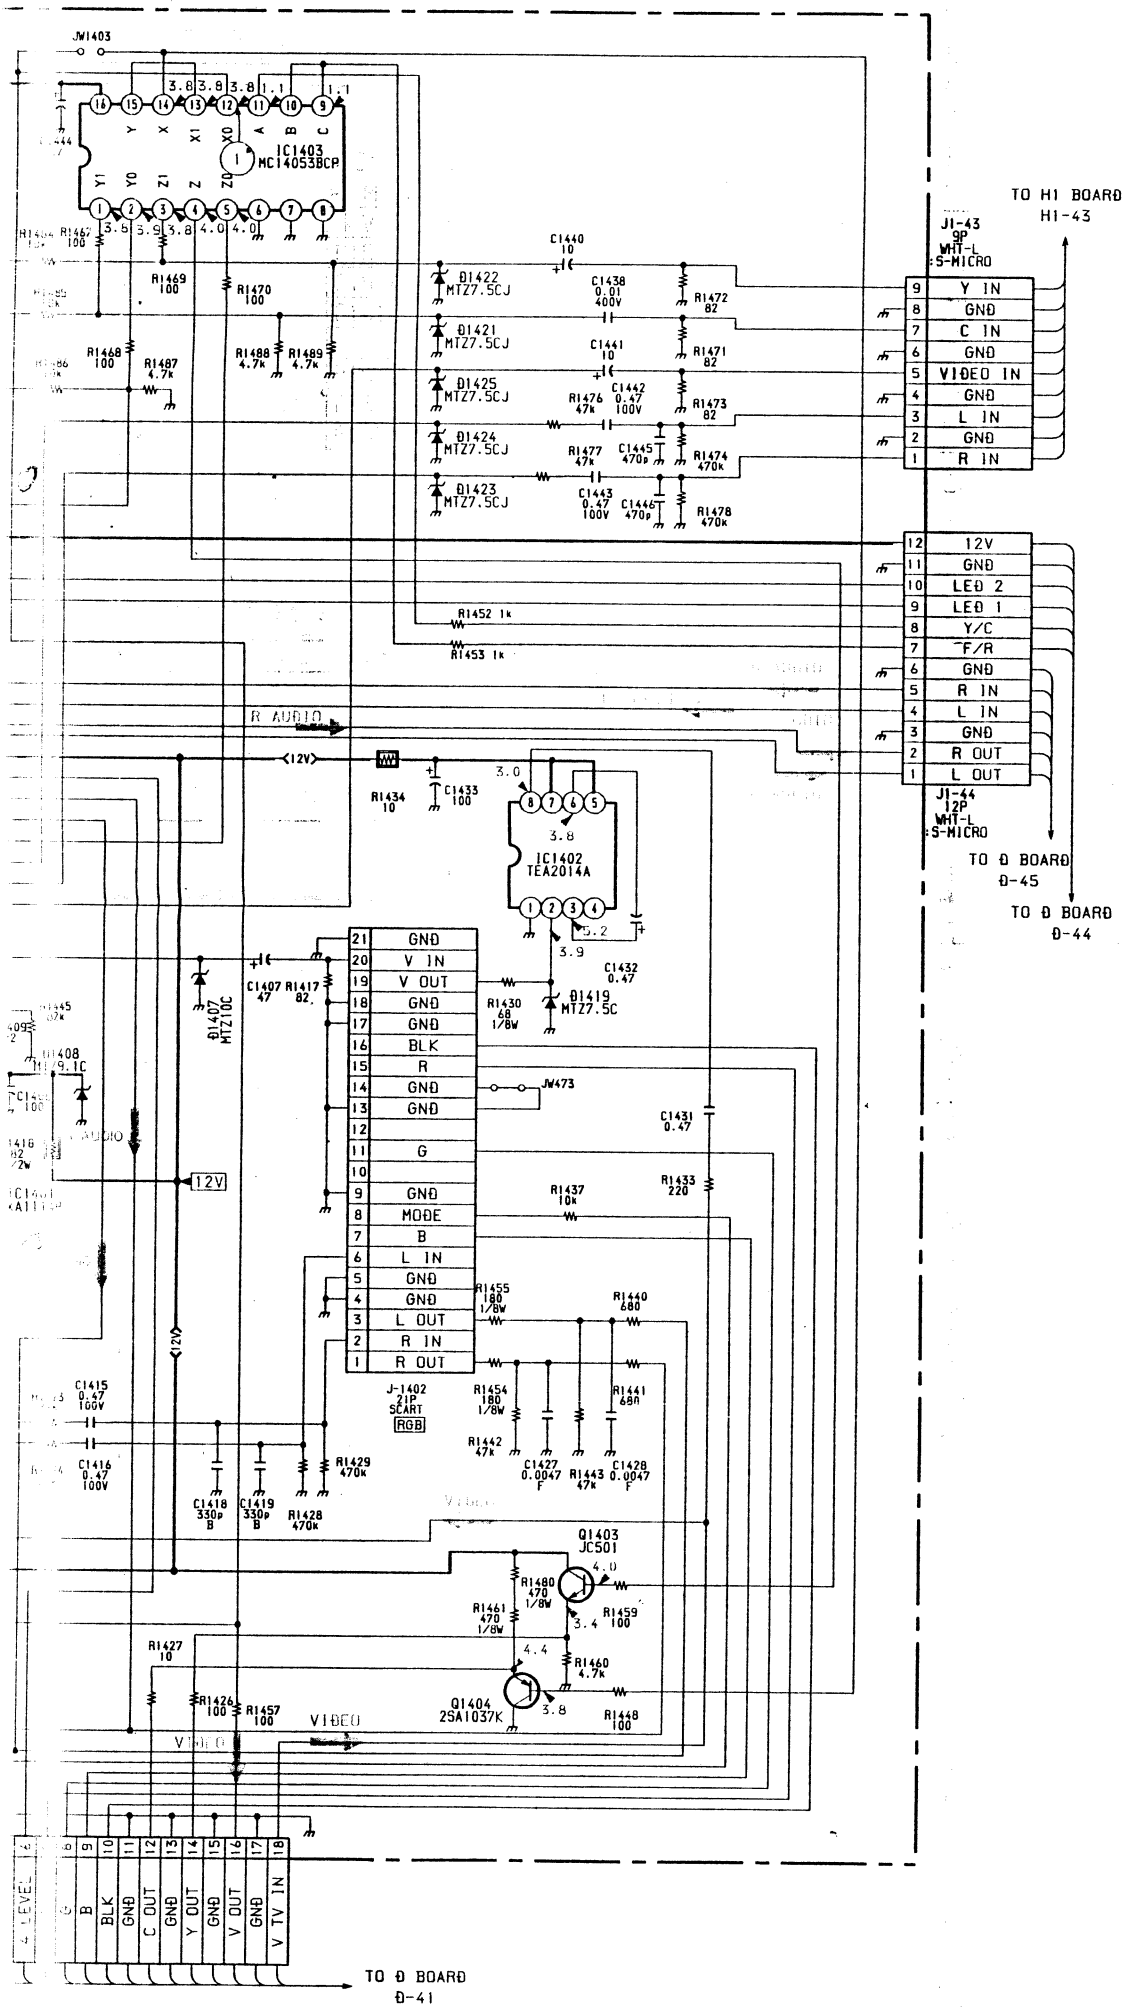 JW1403
3.8 3.8 3.8 1.1 1.1
16 15 14 13 12 11 10 9
Y X X1 X0 A B C
1
IC1403
MC14053BCP
Y1 Y0 Z1 Z Z0
1 2 3 4 5 6 7 8
3.8 3.9 3.8 4.0 4.0
R1467
100
R1469
100
R1470
100
R1468
100
R1487
4.7k
R1488
4.7k
R1489
4.7k
D1422
MTZ7.5CJ
D1421
MTZ7.5CJ
D1425
MTZ7.5CJ
D1424
MTZ7.5CJ
D1423
MTZ7.5CJ
C1440
10
C1438
0.01
400V
C1441
10
R1476
47k
C1442
0.47
100V
R1477
47k
C1443
0.47
100V
C1445
470p
C1446
470p
R1472
82
R1471
82
R1473
82
R1474
470k
R1478
470k
TO H1 BOARD
H1-43
J1-43
9P
WHT-L
:S-MICRO
9 Y IN
8 GND
7 C IN
6 GND
5 VIDEO IN
4 GND
3 L IN
2 GND
1 R IN
12 12V
11 GND
10 LED 2
9 LED 1
8 Y/C
7 F/R
6 GND
5 R IN
4 L IN
3 GND
2 R OUT
1 L OUT
J1-44
12P
WHT-L
:S-MICRO
TO D BOARD
D-45
TO D BOARD
D-44
R1452 1k
R1453 1k
R AUDIO
12V
R1434
10
C1433
100
3.0
8 7 6 5
3.8
IC1402
TEA2014A
1 2 3 4
5.2
3.9
C1432
0.47
D1419
MTZ7.5C
R1430
68
1/8W
C1407
47
R1417
82
D1407
MTZ10C
21 GND
20 V IN
19 V OUT
18 GND
17 GND
16 BLK
15 R
14 GND
13 GND
12
11 G
10
9 GND
8 MODE
7 B
6 L IN
5 GND
4 GND
3 L OUT
2 R IN
1 R OUT
J-1402
21P
SCART
RGB
JW473
C1431
0.47
R1433
220
R1437
10k
AUDIO
12V
12V
R1455
180
1/8W
R1440
680
R1454
180
1/8W
R1441
680
R1442
47k
C1427
0.0047
F
R1443
47k
C1428
0.0047
F
C1415
0.47
100V
C1416
0.47
100V
C1418
330p
B
C1419
330p
B
R1428
470k
R1429
470k
VIDEO
Q1403
JC501
4.0
R1480
470
1/8W
R1461
470
1/8W
3.4
R1459
100
4.4
R1460
4.7k
Q1404
2SA1037K
3.8
R1448
100
R1427
10
R1426
100
R1457
100
VIDEO
VIDEO
4 LEVEL
8 G
9 B
10 BLK
11 GND
12 C OUT
13 GND
14 Y OUT
15 GND
16 V OUT
17 GND
18 V TV IN
TO D BOARD
D-41